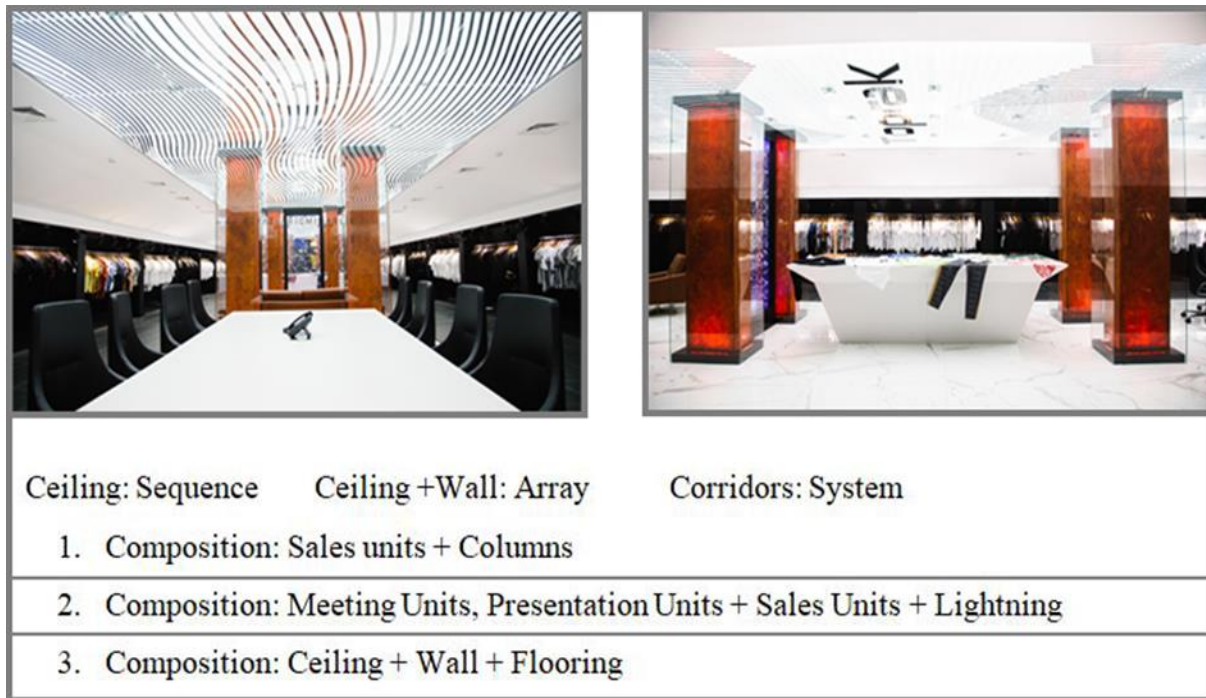 Ceiling: Sequence Ceiling +Wall: Array Corridors: System
1. Composition: Sales units + Columns
2. Composition: Meeting Units, Presentation Units + Sales Units + Lightning
3. Composition: Ceiling + Wall + Flooring